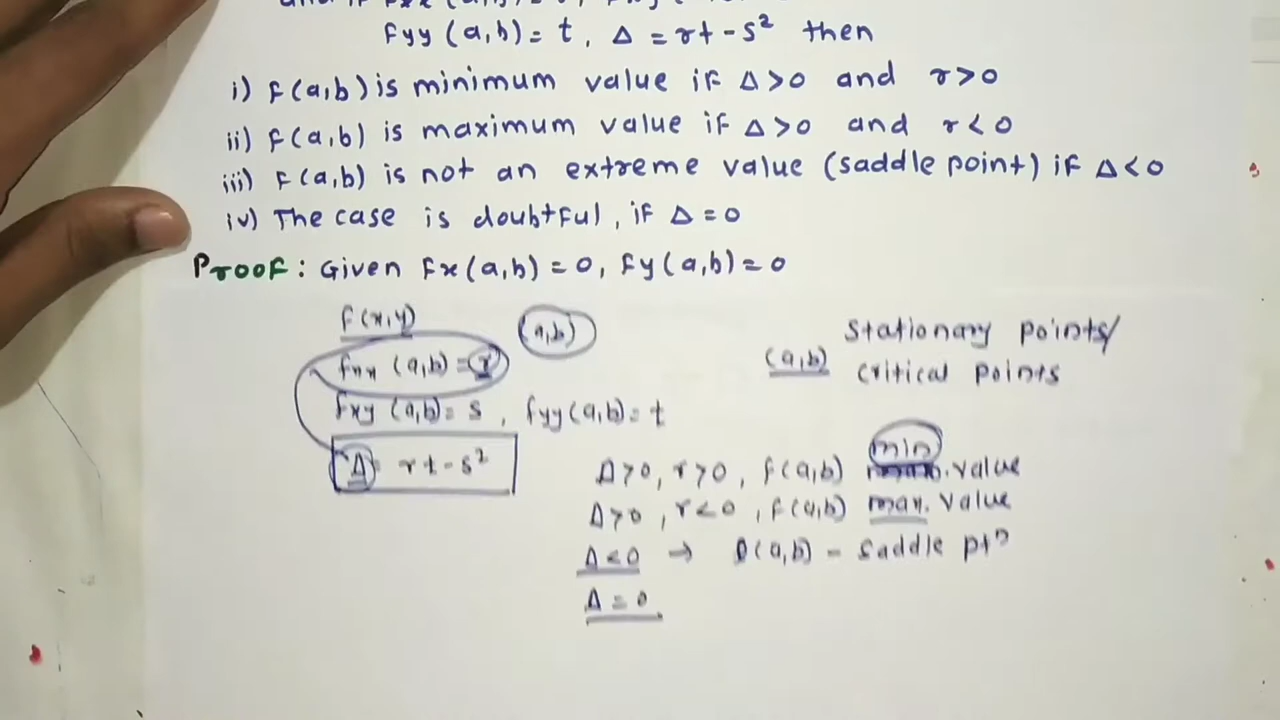 Fyy (a,b) = t, Δ = rt - s² then
i) f(a,b) is minimum value if Δ>0 and r>0
ii) f(a,b) is maximum value if Δ>0 and r<0
iii) f(a,b) is not an extreme value (saddle point) if Δ<0
iv) The case is doubtful, if Δ=0
Proof: Given Fx(a,b)=0, Fy(a,b)=0
f(x,y) (a,b)
fxx (a,b) = r
fxy (a,b) = s, fyy(a,b) = t
Δ = rt - s²
(a,b) Stationary points/
critical points
min
Δ>0, r>0, f(a,b) value
Δ>0, r<0, f(a,b) max. value
Δ<0 → f(a,b) - saddle pt
Δ = 0